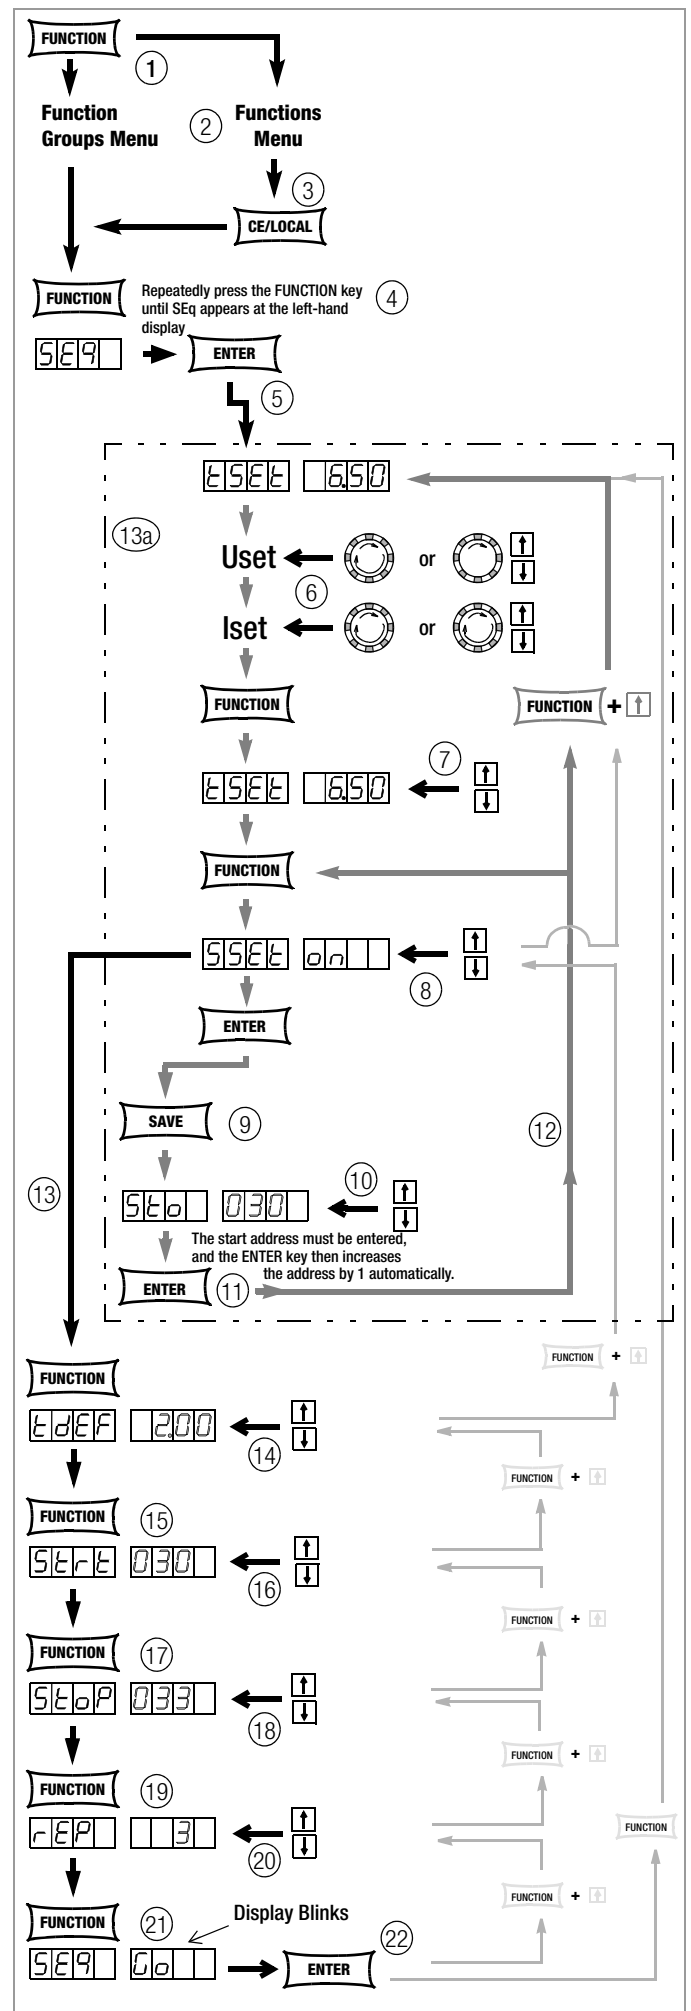 FUNCTION
1
Function
Groups Menu
2
Functions
Menu
3
CE/LOCAL
FUNCTION
Repeatedly press the FUNCTION key
until SEq appears at the left-hand
display
4
SEq
ENTER
5
tSEt 6.50
13a
Uset
or
6
Iset
or
FUNCTION
FUNCTION +
7
tSEt 6.50
FUNCTION
SSEt on
8
ENTER
SAVE
9
12
13
10
Sto 030
The start address must be entered,
and the ENTER key then increases
the address by 1 automatically.
ENTER
11
FUNCTION +
FUNCTION
tdEF 2.00
14
FUNCTION +
FUNCTION
15
Strt 030
16
FUNCTION +
FUNCTION
17
StoP 033
18
FUNCTION +
FUNCTION
19
rEP 3
20
FUNCTION
FUNCTION +
FUNCTION
21
Display Blinks
22
SEq Go
ENTER